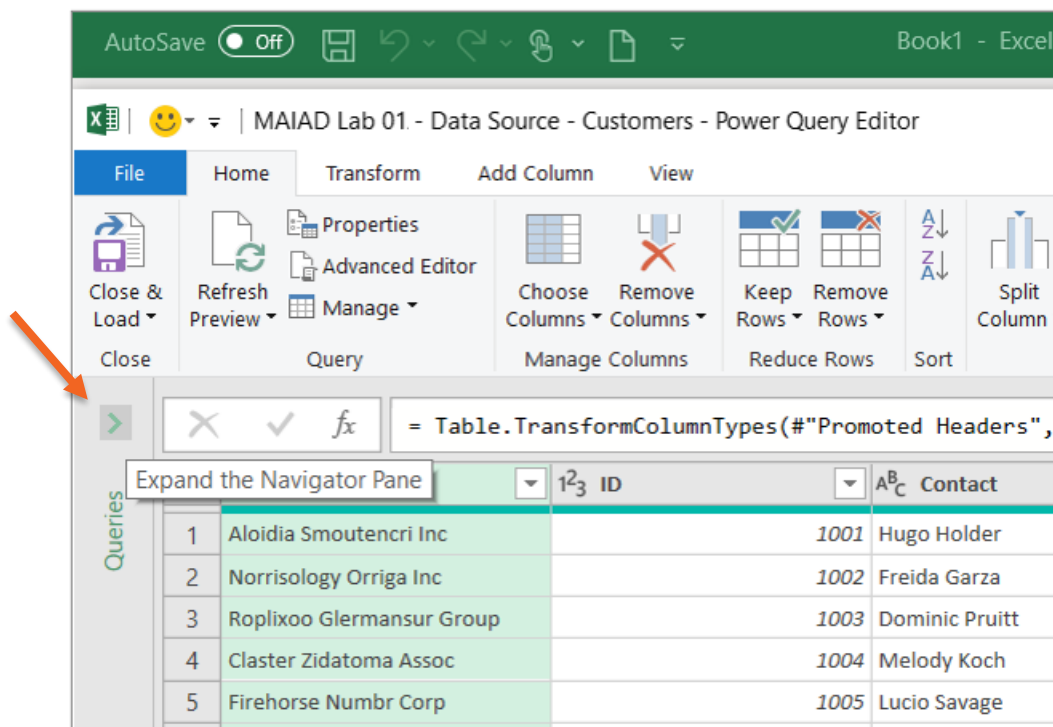 AutoSave Off Book1 - Excel
MAIAD Lab 01. - Data Source - Customers - Power Query Editor
File Home Transform Add Column View
Properties
Advanced Editor
Manage
Close &
Load
Refresh
Preview
Choose
Columns
Remove
Columns
Keep
Rows
Remove
Rows
A
Z
Z
A
Split
Column
Close Query Manage Columns Reduce Rows Sort
fx = Table.TransformColumnTypes(#"Promoted Headers",
Expand the Navigator Pane
Queries
123 ID ABC Contact
1 Aloidia Smoutencri Inc 1001 Hugo Holder
2 Norrisology Orriga Inc 1002 Freida Garza
3 Roplixoo Glermansur Group 1003 Dominic Pruitt
4 Claster Zidatoma Assoc 1004 Melody Koch
5 Firehorse Numbr Corp 1005 Lucio Savage